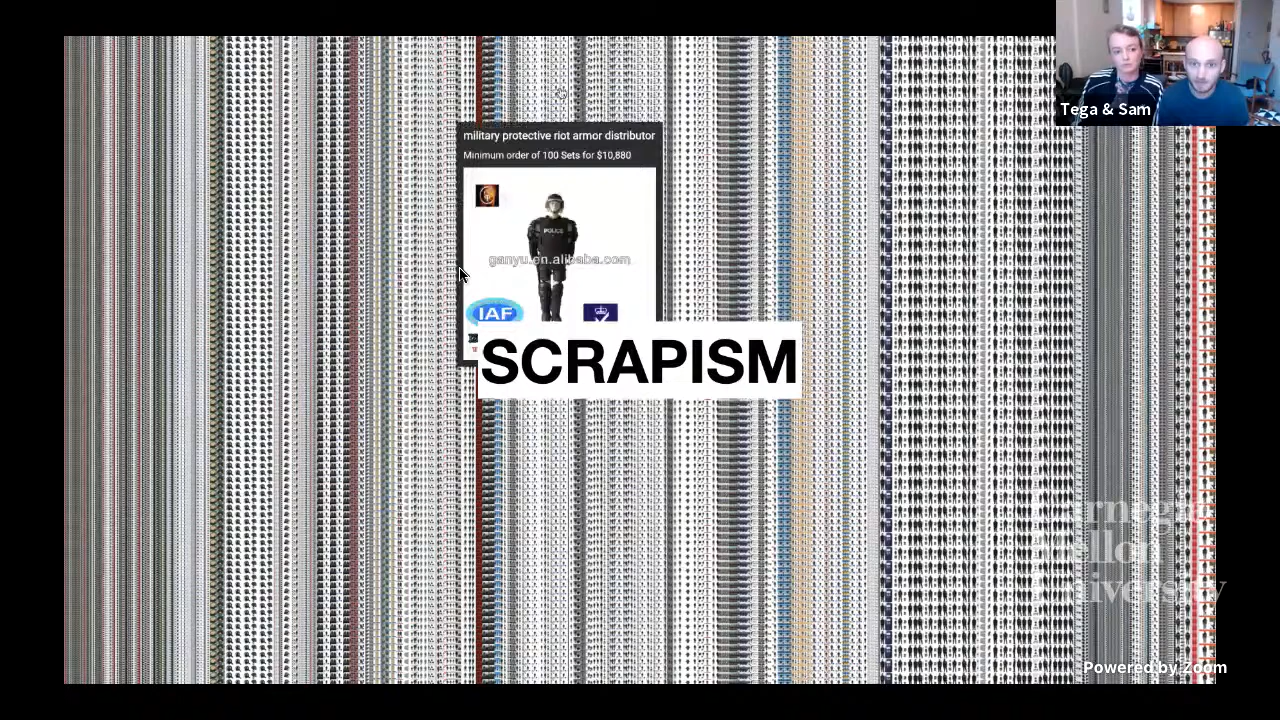 Tega & Sam
military protective riot armor distributor
Minimum order of 100 Sets for $10,880
POLICE
ganyu.en.alibaba.com
IAF
SCRAPISM
Carnegie
Mellon
University
Powered by Zoom